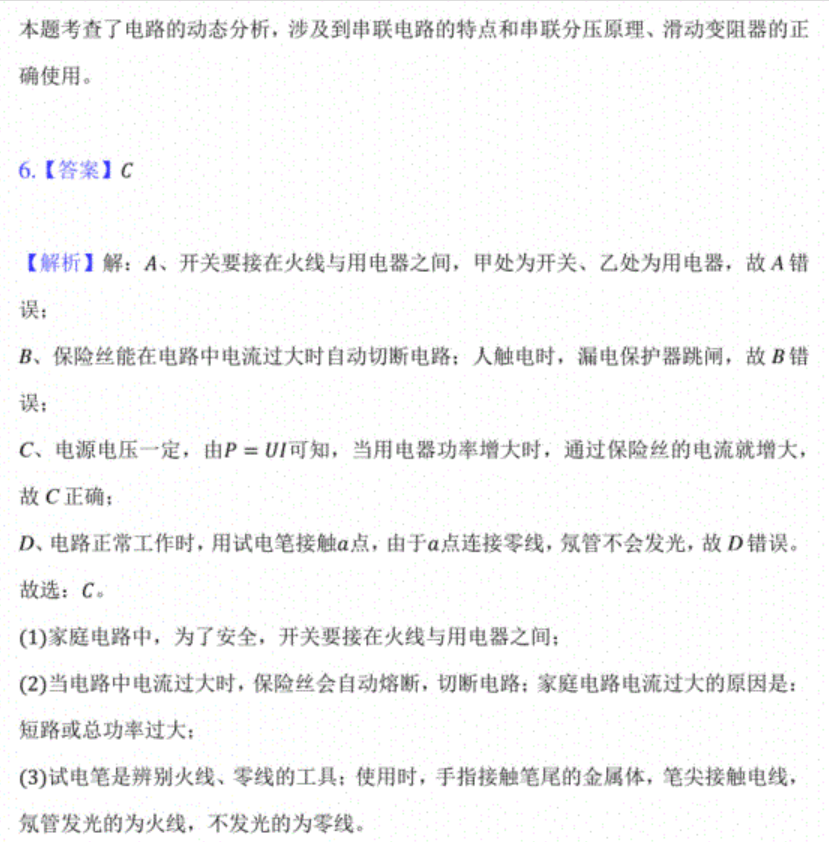 本题考查了电路的动态分析，涉及到串联电路的特点和串联分压原理、滑动变阻器的正
确使用。
6.【答案】C
【解析】解：A、开关要接在火线与用电器之间，甲处为开关、乙处为用电器，故 A 错
误；
B、保险丝能在电路中电流过大时自动切断电路；人触电时，漏电保护器跳闸，故 B 错
误；
C、电源电压一定，由P = UI可知，当用电器功率增大时，通过保险丝的电流就增大，
故 C 正确；
D、电路正常工作时，用试电笔接触a点，由于a点连接零线，氖管不会发光，故 D 错误。
故选：C。
(1)家庭电路中，为了安全，开关要接在火线与用电器之间；
(2)当电路中电流过大时，保险丝会自动熔断，切断电路；家庭电路电流过大的原因是：
短路或总功率过大；
(3)试电笔是辨别火线、零线的工具；使用时，手指接触笔尾的金属体，笔尖接触电线，
氖管发光的为火线，不发光的为零线。